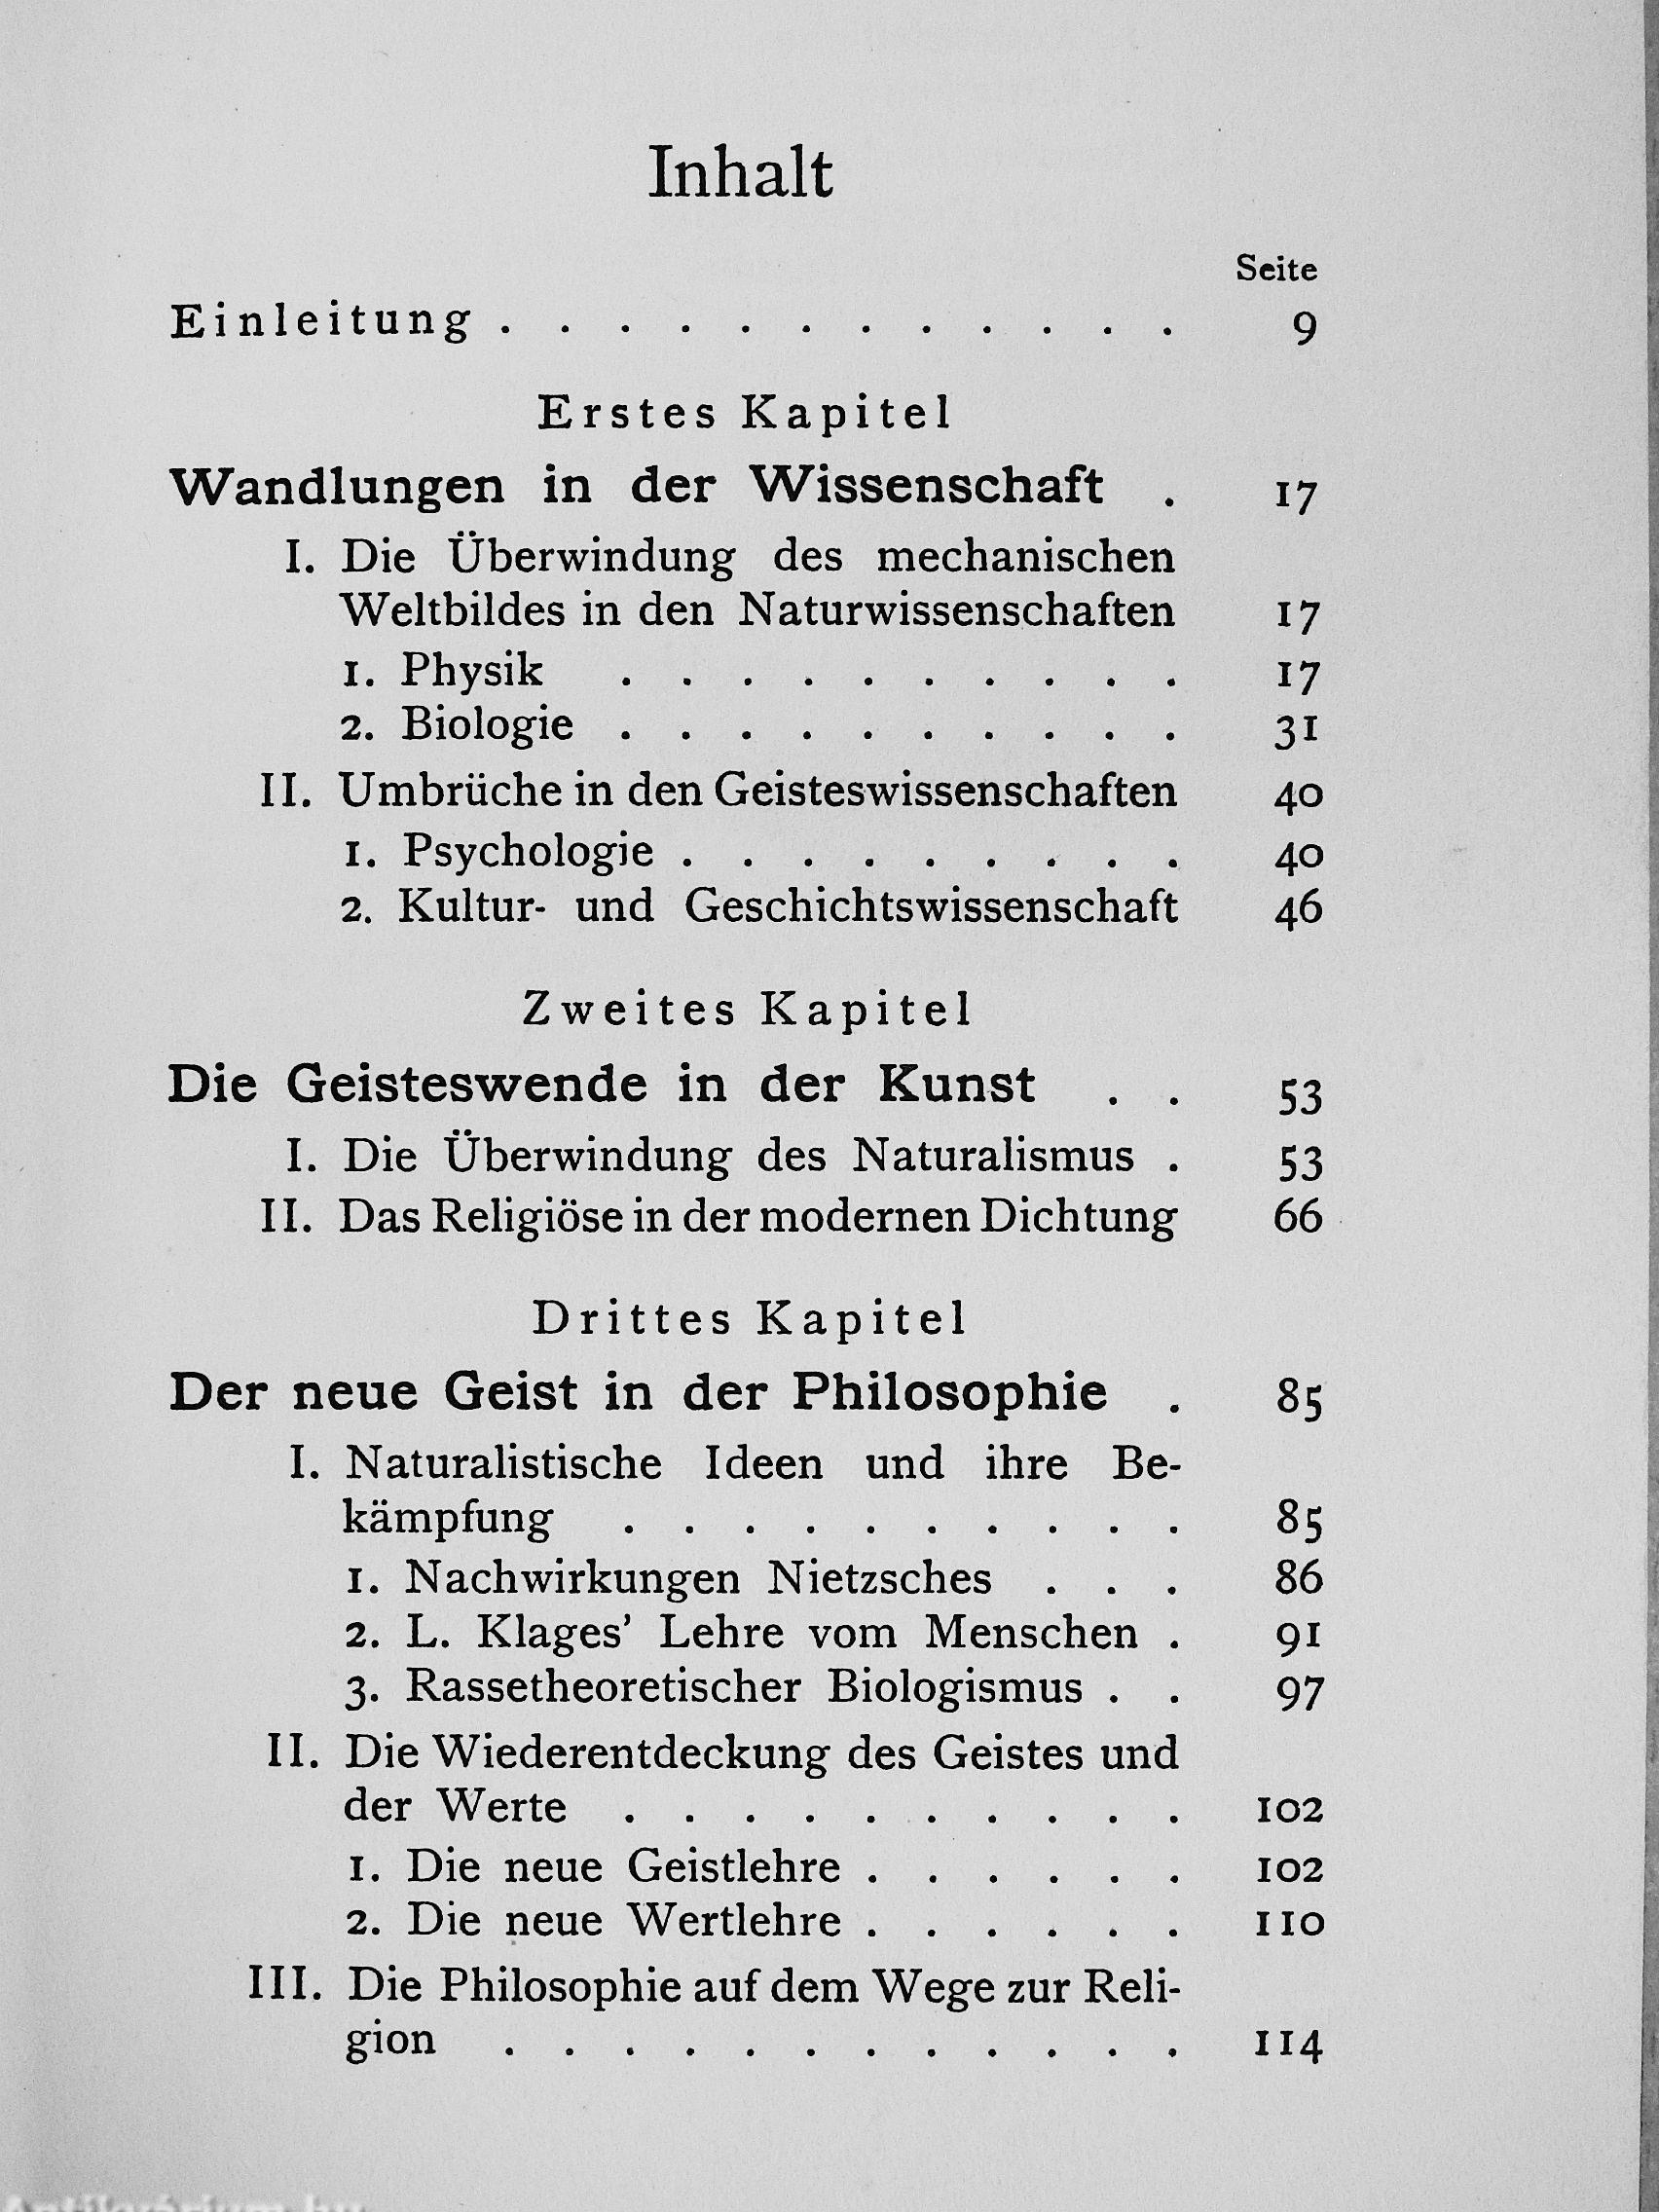 Inhalt
Seite
Einleitung . . . . . . . . . . . . 9
Erstes Kapitel
Wandlungen in der Wissenschaft . 17
I. Die Überwindung des mechanischen
Weltbildes in den Naturwissenschaften 17
1. Physik . . . . . . . . . . 17
2. Biologie . . . . . . . . . . 31
II. Umbrüche in den Geisteswissenschaften 40
1. Psychologie . . . . . . . . . 40
2. Kultur- und Geschichtswissenschaft 46
Zweites Kapitel
Die Geisteswende in der Kunst . . 53
I. Die Überwindung des Naturalismus . 53
II. Das Religiöse in der modernen Dichtung 66
Drittes Kapitel
Der neue Geist in der Philosophie . 85
I. Naturalistische Ideen und ihre Be-
kämpfung . . . . . . . . . . 85
1. Nachwirkungen Nietzsches . . . 86
2. L. Klages’ Lehre vom Menschen . 91
3. Rassetheoretischer Biologismus . . 97
II. Die Wiederentdeckung des Geistes und
der Werte . . . . . . . . . . 102
1. Die neue Geistlehre . . . . . . 102
2. Die neue Wertlehre . . . . . . 110
III. Die Philosophie auf dem Wege zur Reli-
gion . . . . . . . . . . . . 114